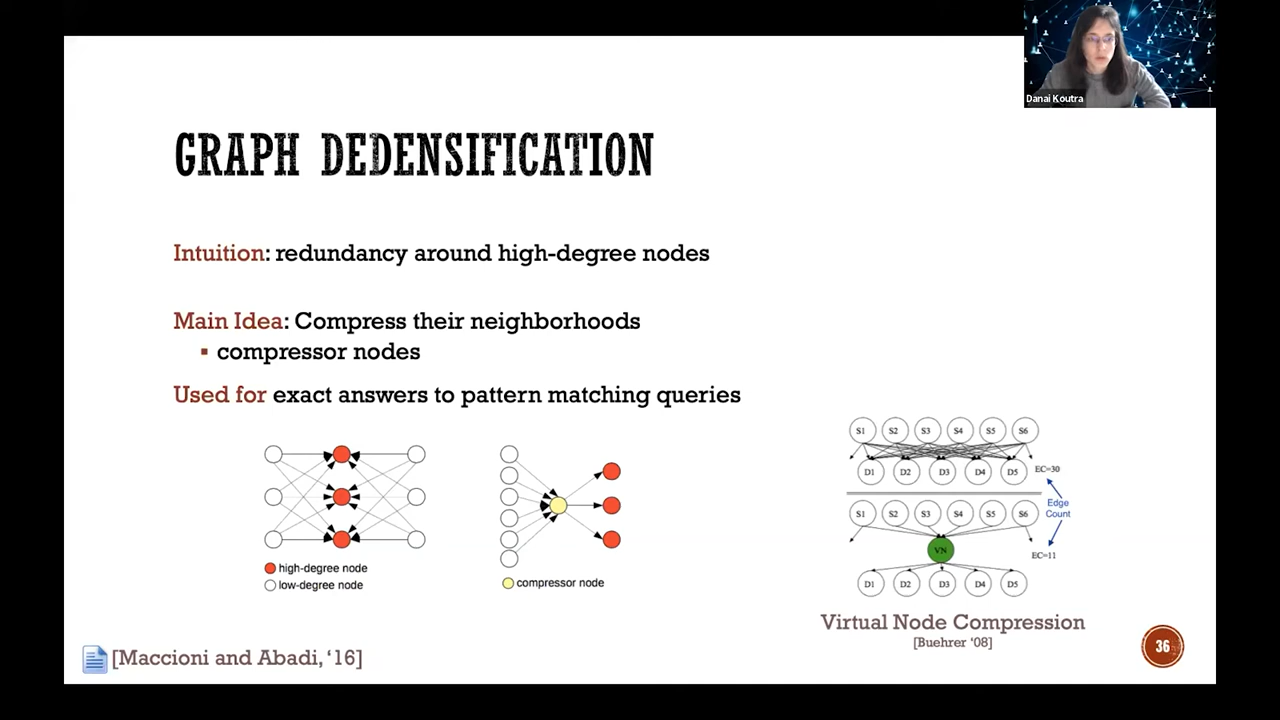 Danai Koutra
GRAPH DEDENSIFICATION
Intuition: redundancy around high-degree nodes
Main Idea: Compress their neighborhoods
▪ compressor nodes
Used for exact answers to pattern matching queries
high-degree node
low-degree node
compressor node
S1 S2 S3 S4 S5 S6
D1 D2 D3 D4 D5 EC=30
Edge
Count
S1 S2 S3 S4 S5 S6
VN
EC=11
D1 D2 D3 D4 D5
Virtual Node Compression
[Buehrer ‘08]
[Maccioni and Abadi, ‘16]
36